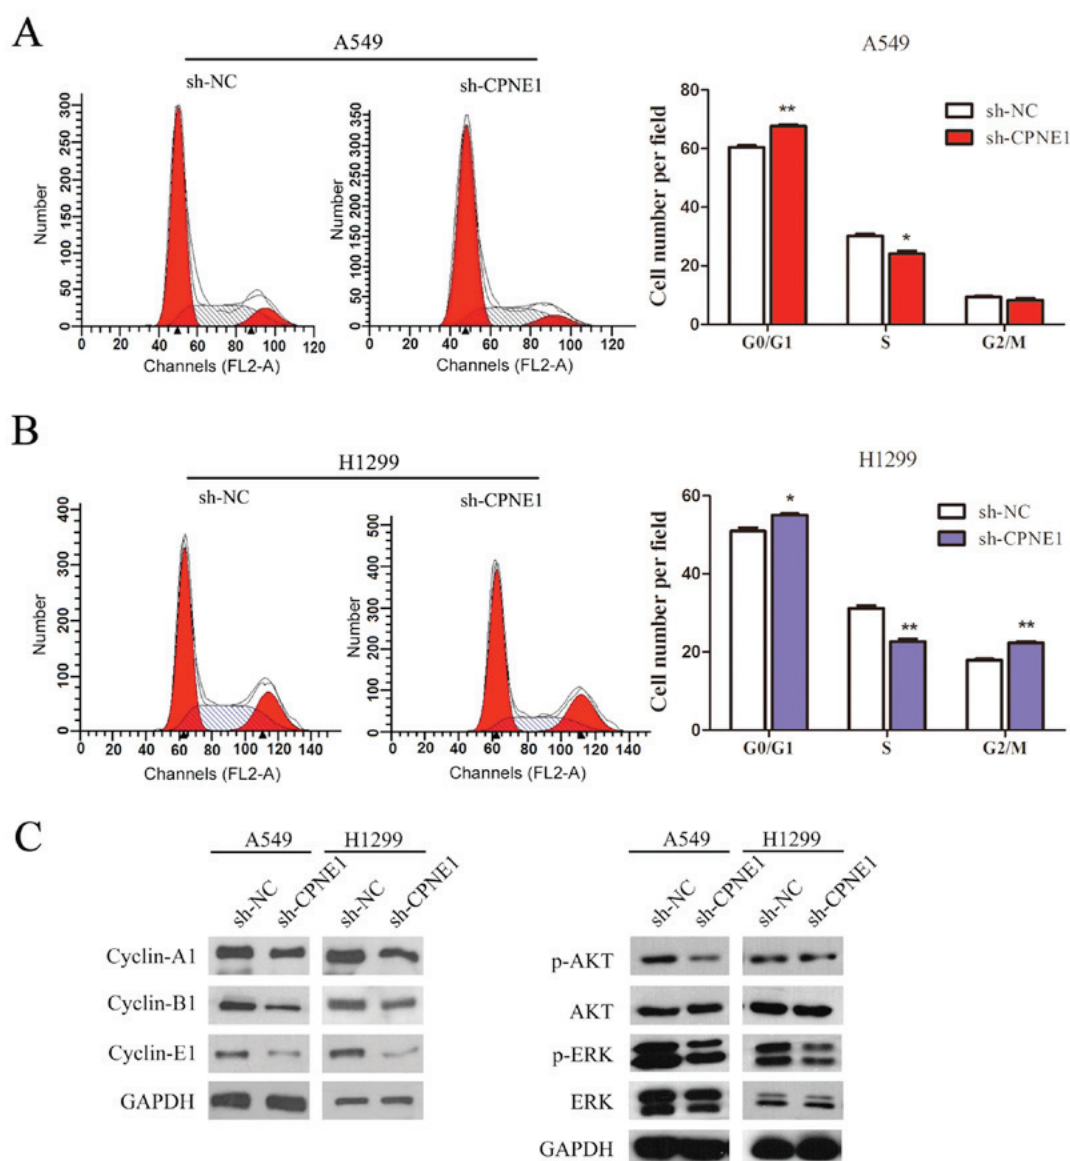 A
A549
sh-NC
sh-CPNE1
Number
300
250
200
150
100
50
0
0 20 40 60 80 100 120
Channels (FL2-A)
Number
350
300
250
200
150
100
50
0
0 20 40 60 80 100 120
Channels (FL2-A)
A549
Cell number per field
80
60
40
20
0
**
*
sh-NC
sh-CPNE1
G0/G1 S G2/M
B
H1299
sh-NC
sh-CPNE1
Number
400
300
200
100
0
0 20 40 60 80 100 120 140
Channels (FL2-A)
Number
500
400
300
200
100
0
0 20 40 60 80 100 120 140
Channels (FL2-A)
H1299
Cell number per field
60
40
20
0
*
**
**
sh-NC
sh-CPNE1
G0/G1 S G2/M
C
A549 H1299
sh-NC sh-CPNE1 sh-NC sh-CPNE1
Cyclin-A1
Cyclin-B1
Cyclin-E1
GAPDH
A549 H1299
sh-NC sh-CPNE1 sh-NC sh-CPNE1
p-AKT
AKT
p-ERK
ERK
GAPDH